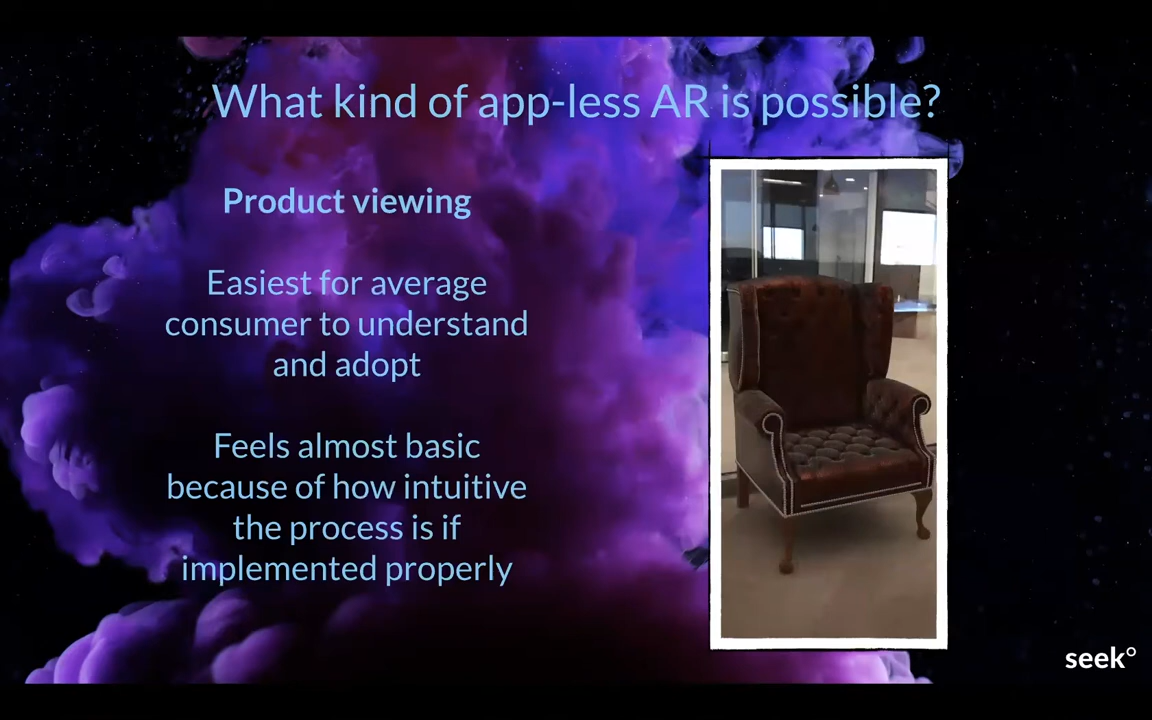 What kind of app-less AR is possible?
Product viewing
Easiest for average
consumer to understand
and adopt
Feels almost basic
because of how intuitive
the process is if
implemented properly
seek°